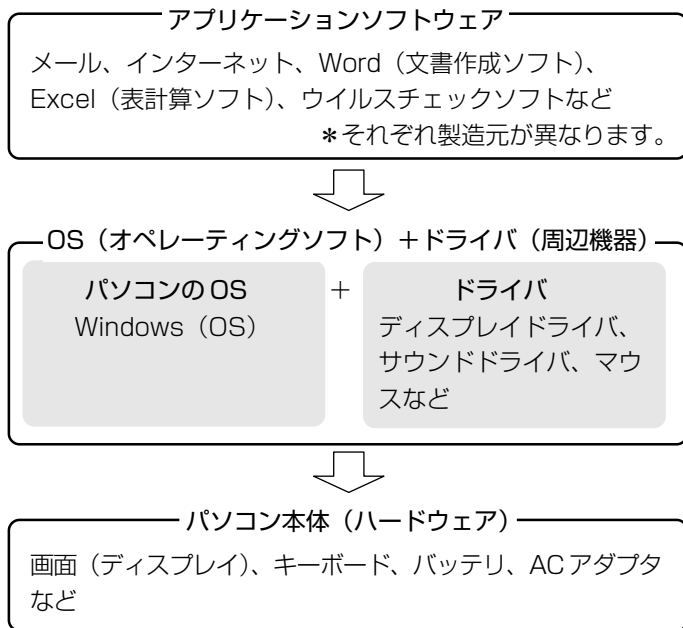 アプリケーションソフトウェア
メール、インターネット、Word（文書作成ソフト）、
Excel（表計算ソフト）、ウイルスチェックソフトなど
＊それぞれ製造元が異なります。
OS（オペレーティングソフト）＋ドライバ（周辺機器）
パソコンのOS ＋ ドライバ
Windows（OS） ディスプレイドライバ、
サウンドドライバ、マウ
スなど
パソコン本体（ハードウェア）
画面（ディスプレイ）、キーボード、バッテリ、ACアダプタ
など